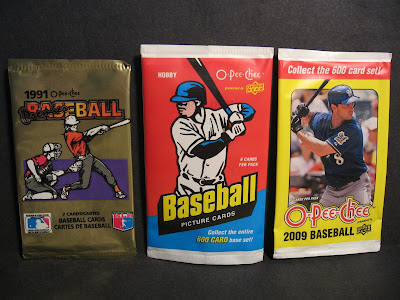 1991 O-Pee-Chee
BASEBALL
7 CARDS/CARTES
BASEBALL CARDS
CARTES DE BASEBALL
HOBBY
O-Pee-Chee
6 CARDS
PER PACK
Baseball
PICTURE CARDS
Collect the entire
600 CARD base set!
Collect the 600 card set!
8
O-Pee-Chee
2009 BASEBALL